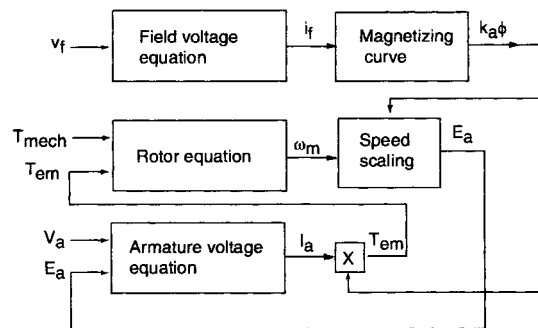 v_f
Field voltage
equation
i_f
Magnetizing
curve
k_aϕ
T_mech
T_em
Rotor equation
ω_m
Speed
scaling
E_a
V_a
E_a
Armature voltage
equation
I_a
X
T_em